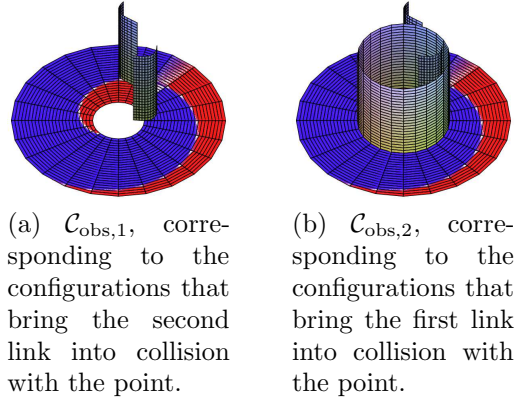 (a) $\mathcal{C}_{\text{obs},1}$, corre-
sponding to the
configurations that
bring the second
link into collision
with the point.
(b) $\mathcal{C}_{\text{obs},2}$, corre-
sponding to the
configurations that
bring the first link
into collision with
the point.